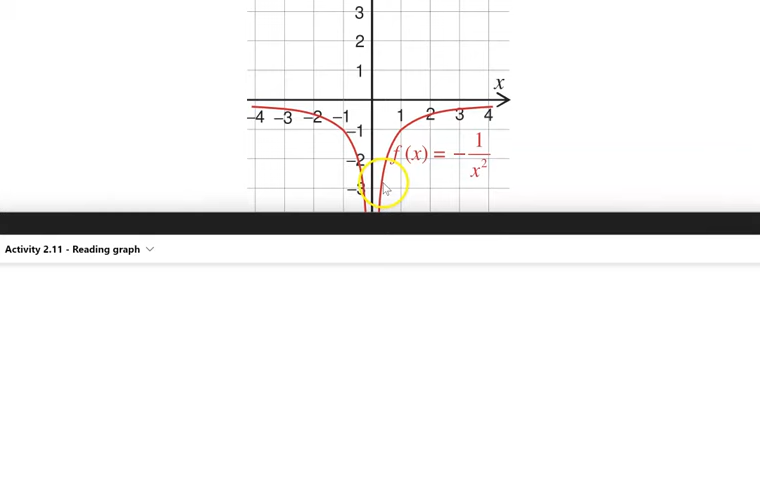 3
2
1
x
−4 −3 −2 −1 1 2 3 4
−1
−2
f(x) = −1/x²
−3
Activity 2.11 - Reading graph